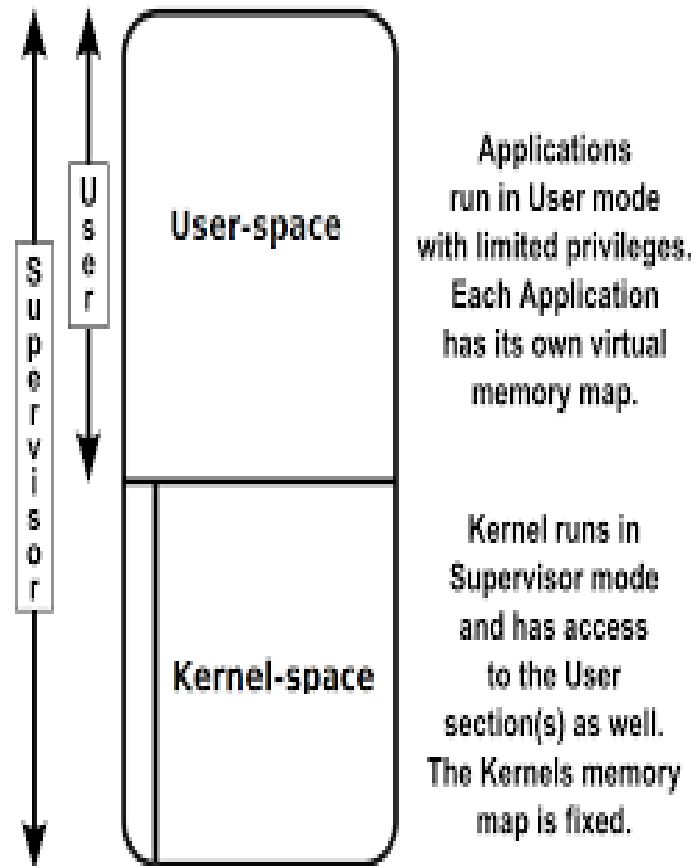 Supervisor
User
User-space
Applications
run in User mode
with limited privileges.
Each Application
has its own virtual
memory map.
Kernel-space
Kernel runs in
Supervisor mode
and has access
to the User
section(s) as well.
The Kernels memory
map is fixed.